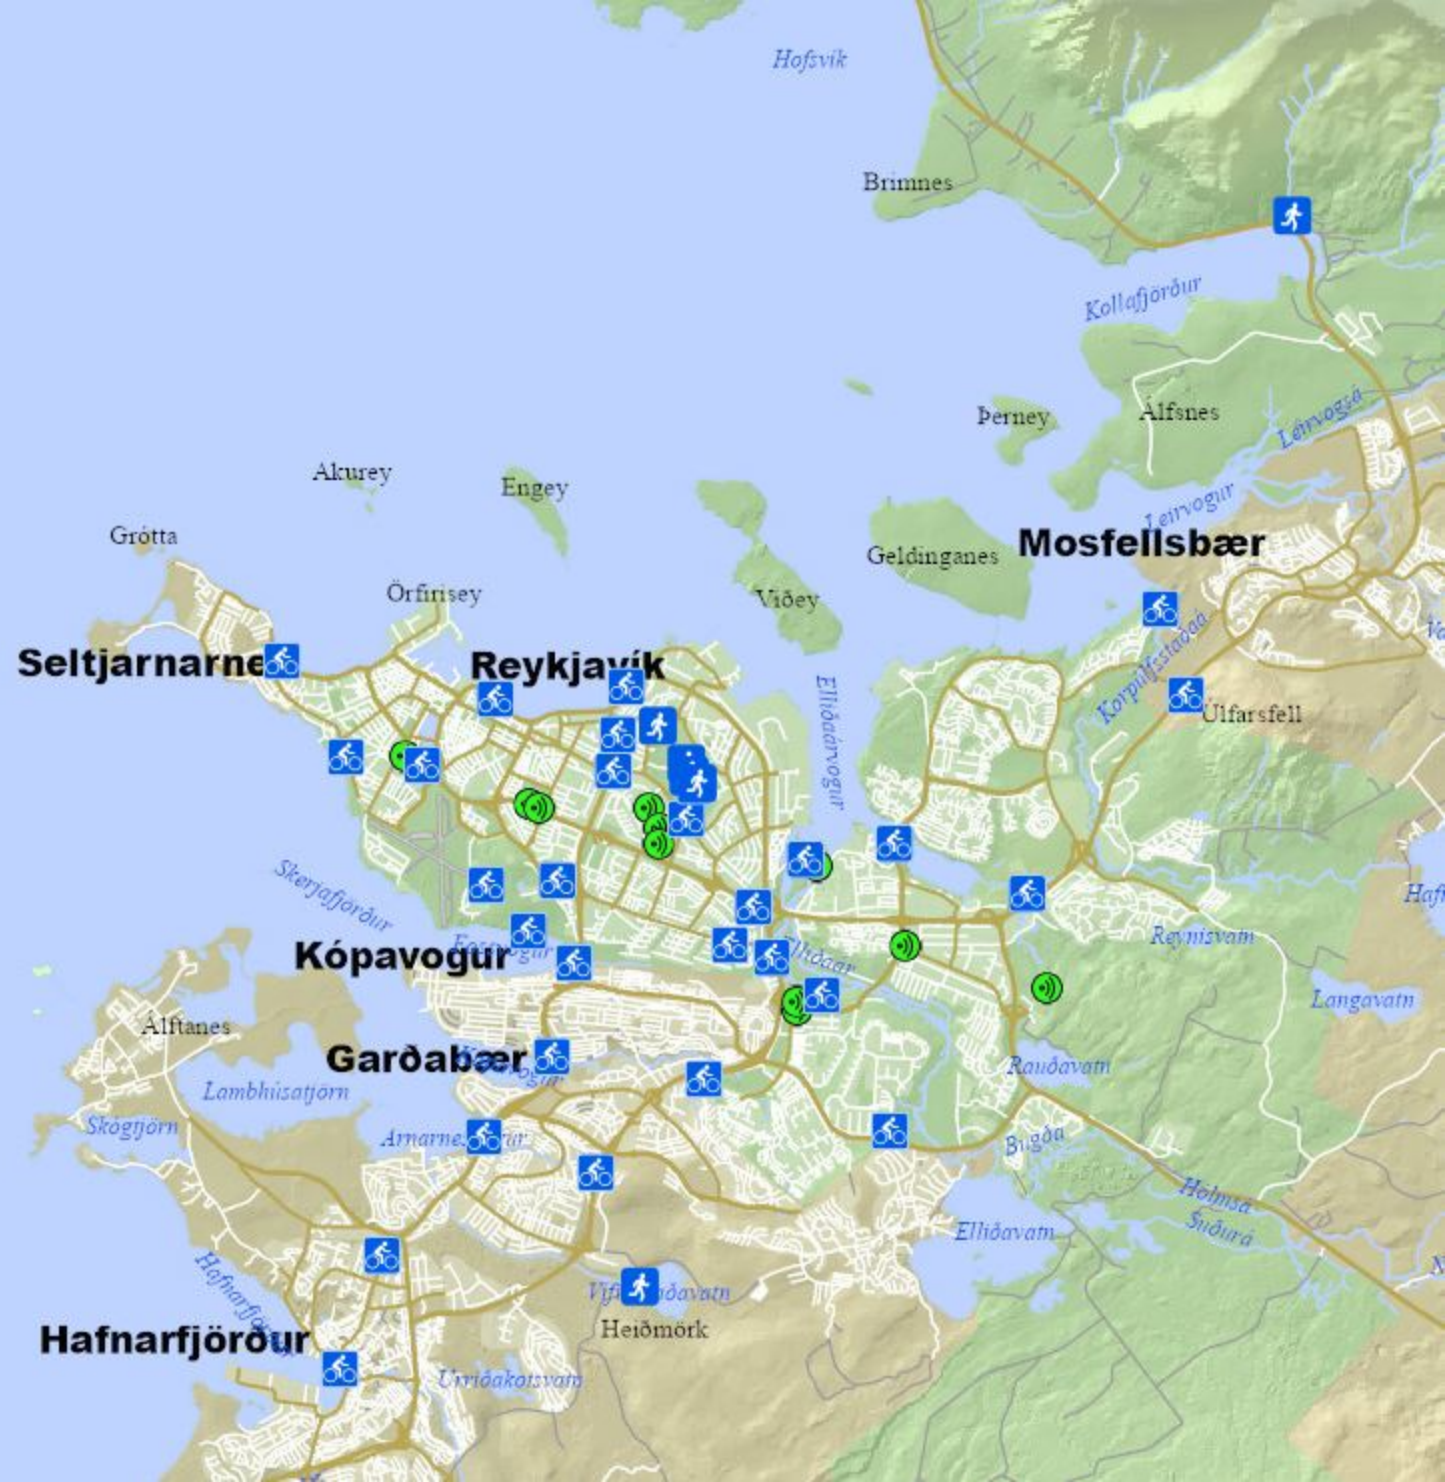 Hofsvík
Brimnes
Kollafjörður
Þerney
Álfsnes
Leirvogsá
Akurey
Engey
Leirvogur
Grótta
Geldinganes
Mosfellsbær
Örfirisey
Viðey
Seltjarnarne
Reykjavík
Elliðaárvogur
Korpúlfsstaðaá
Úlfarsfell
Skerjafjörður
Reynisvatn
Kópavogur
Langavatn
Álftanes
Garðabær
Rauðavatn
Lambhúsatjörn
Skógtjörn
Bugða
Hólmsá
Suðurá
Elliðavatn
Heiðmörk
Hafnarfjörður
Urriðakotsvatn